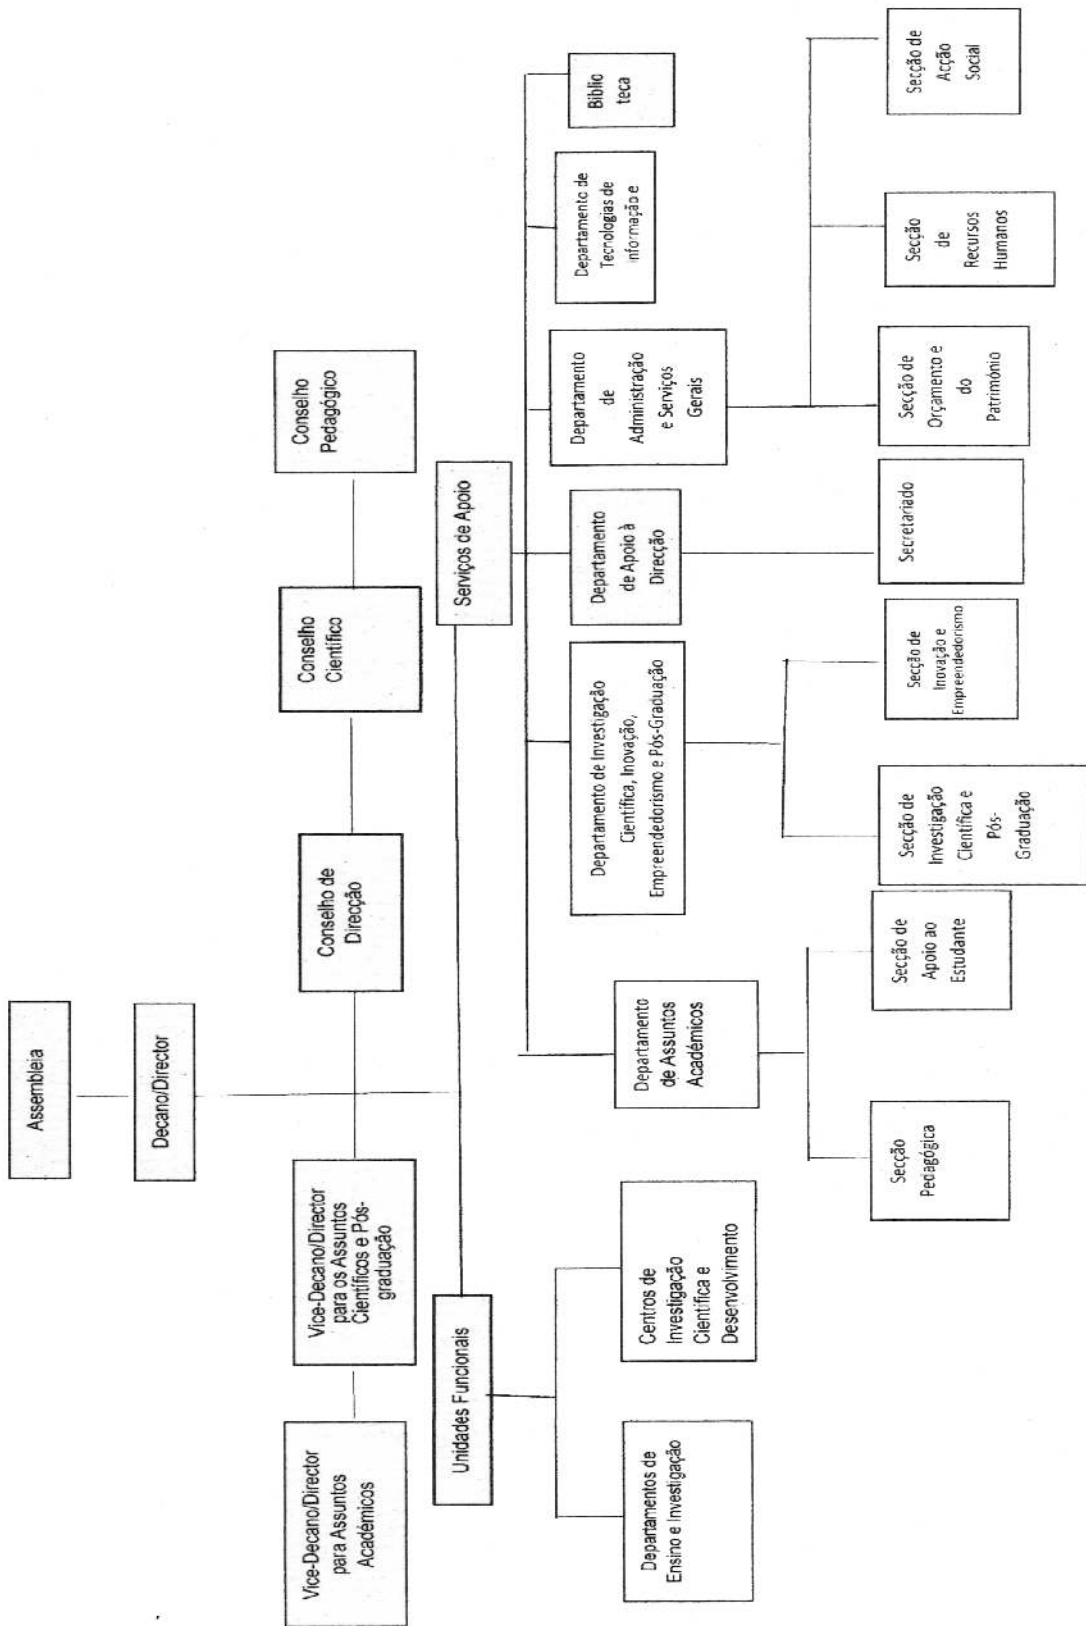 Assembleia
Decano/Director
Vice-Decano/Director
para Assuntos
Académicos
Vice-Decano/Director
para os Assuntos
Científicos e Pós-
graduação
Conselho de
Direcção
Conselho
Científico
Conselho
Pedagógico
Unidades Funcionais
Serviços de Apoio
Departamentos de
Ensino e Investigação
Centros de
Investigação
Científica e
Desenvolvimento
Departamento
de Assuntos
Académicos
Departamento de Investigação
Científica, Inovação,
Empreendedorismo e Pós-Graduação
Departamento
de Apoio à
Direcção
Departamento
de
Administração
e Serviços
Gerais
Departamento de
Tecnologias de
Informação e
Biblio
teca
Secção
Pedagógica
Secção de
Apoio ao
Estudante
Secção de
Investigação
Científica e
Pós-
Graduação
Secção de
Inovação e
Empreendedorismo
Secretariado
Secção de
Orçamento e
do
Património
Secção
de
Recursos
Humanos
Secção de
Acção
Social